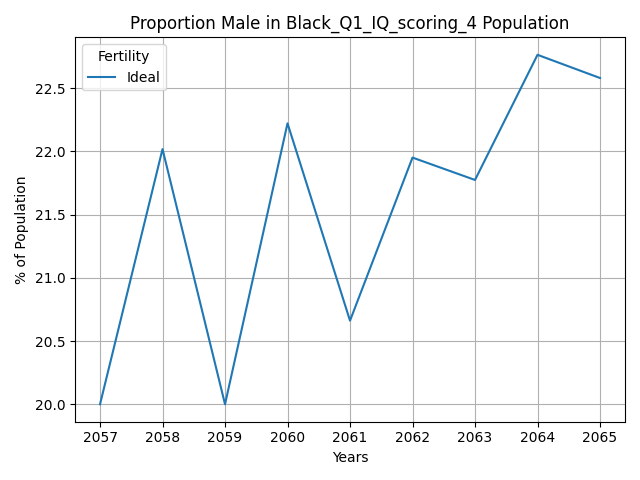 Proportion Male in Black_Q1_IQ_scoring_4 Population
Fertility
Ideal
% of Population
22.5
22.0
21.5
21.0
20.5
20.0
2057 2058 2059 2060 2061 2062 2063 2064 2065
Years